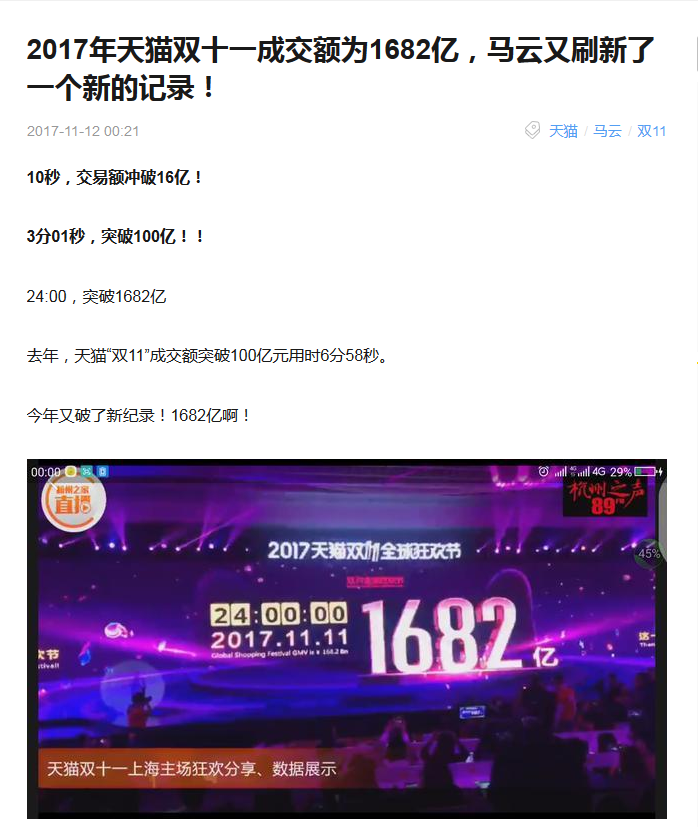 2017年天猫双十一成交额为1682亿，马云又刷新了
一个新的记录！
2017-11-12 00:21
天猫 / 马云 / 双11
10秒，交易额冲破16亿！
3分01秒，突破100亿！！
24:00，突破1682亿
去年，天猫“双11”成交额突破100亿元用时6分58秒。
今年又破了新纪录！1682亿啊！
00:00
4G 4G 29%
杭州之家
直播
杭州之声
89
45%
2017天猫双11全球狂欢节
24:00:00
2017.11.11
Global Shopping Festival GMV is ¥ 168.2 Bn
1682亿
天猫双十一上海主场狂欢分享、数据展示